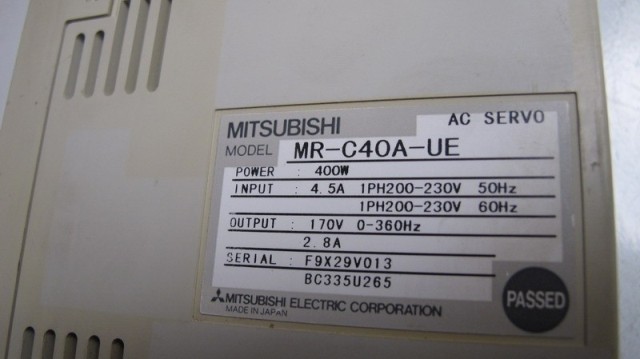 MITSUBISHI AC SERVO
MODEL MR-C40A-UE
POWER : 400W
INPUT : 4.5A 1PH200-230V 50Hz
1PH200-230V 60Hz
OUTPUT : 170V 0-360Hz
2.8A
SERIAL : F9X29V013
BC335U265
MITSUBISHI ELECTRIC CORPORATION
MADE IN JAPAN
PASSED